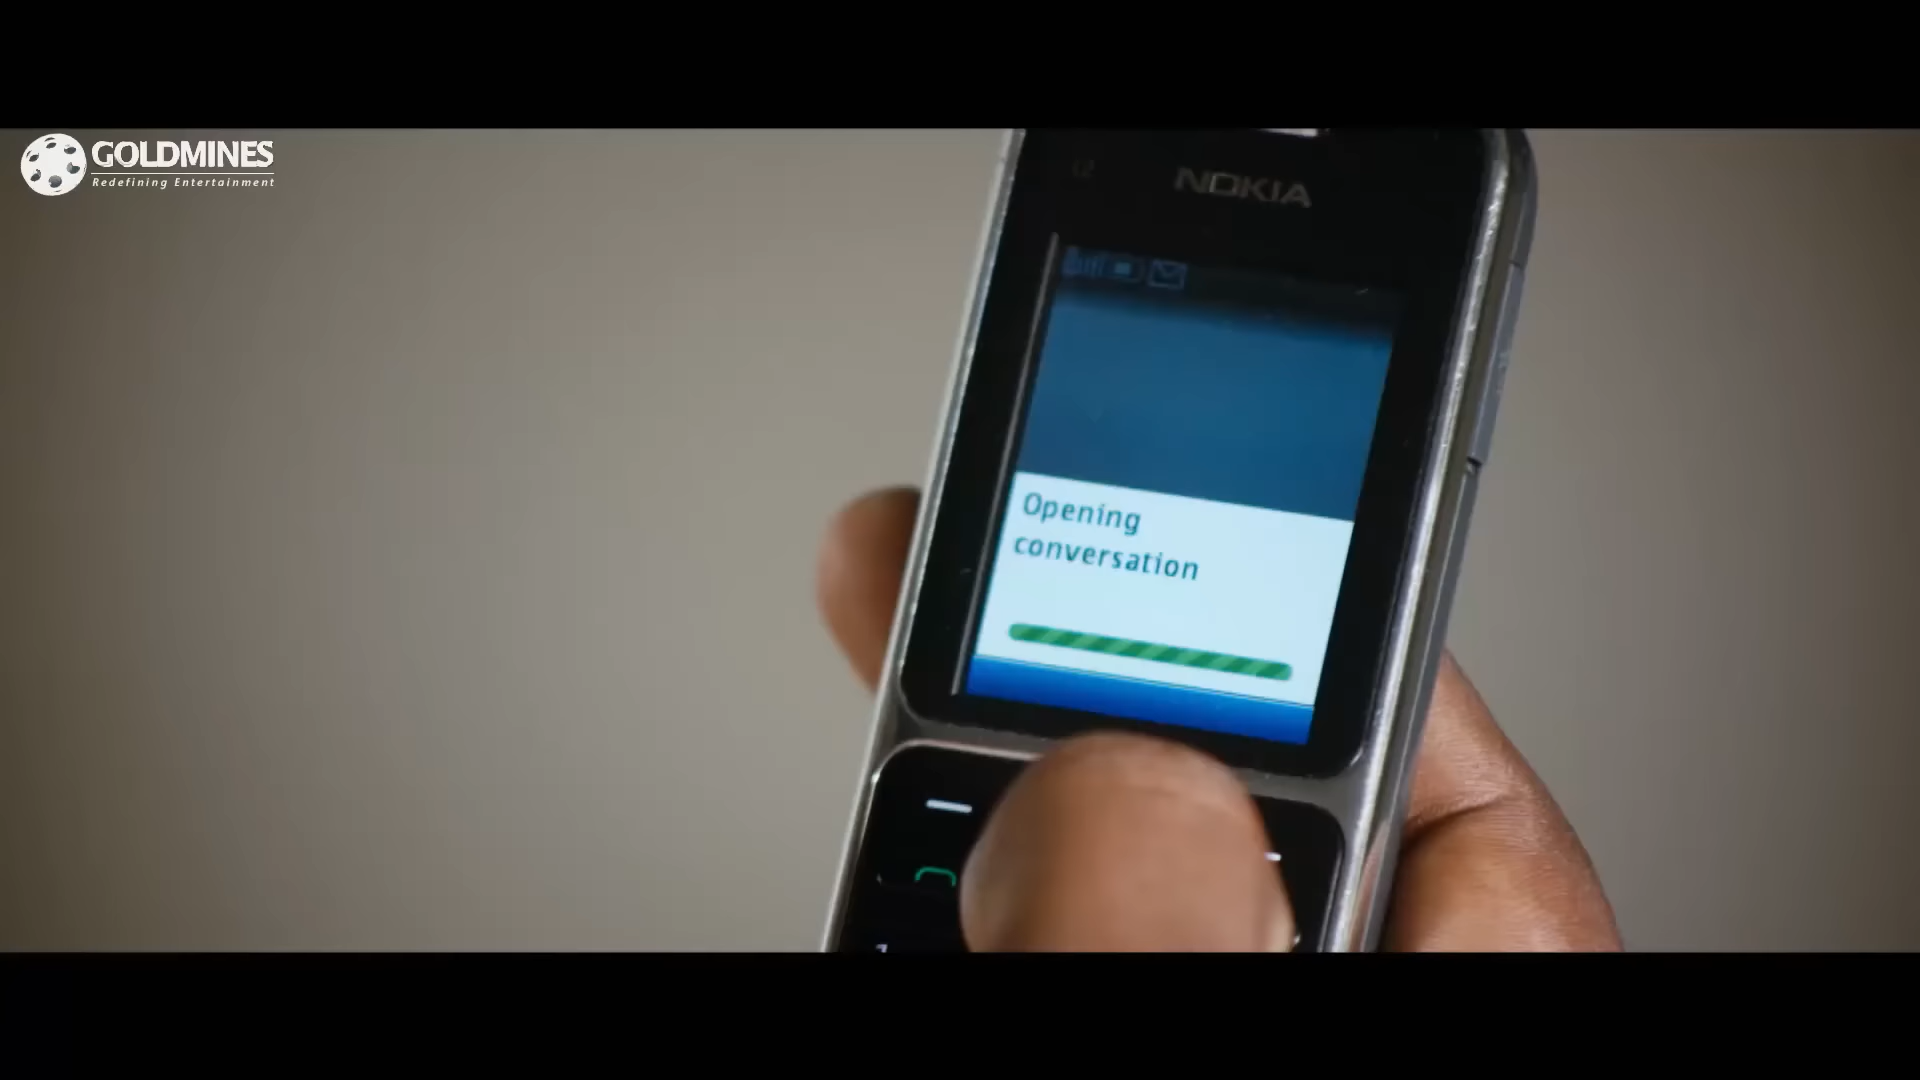 GOLDMINES
Redefining Entertainment
NOKIA
Opening
conversation